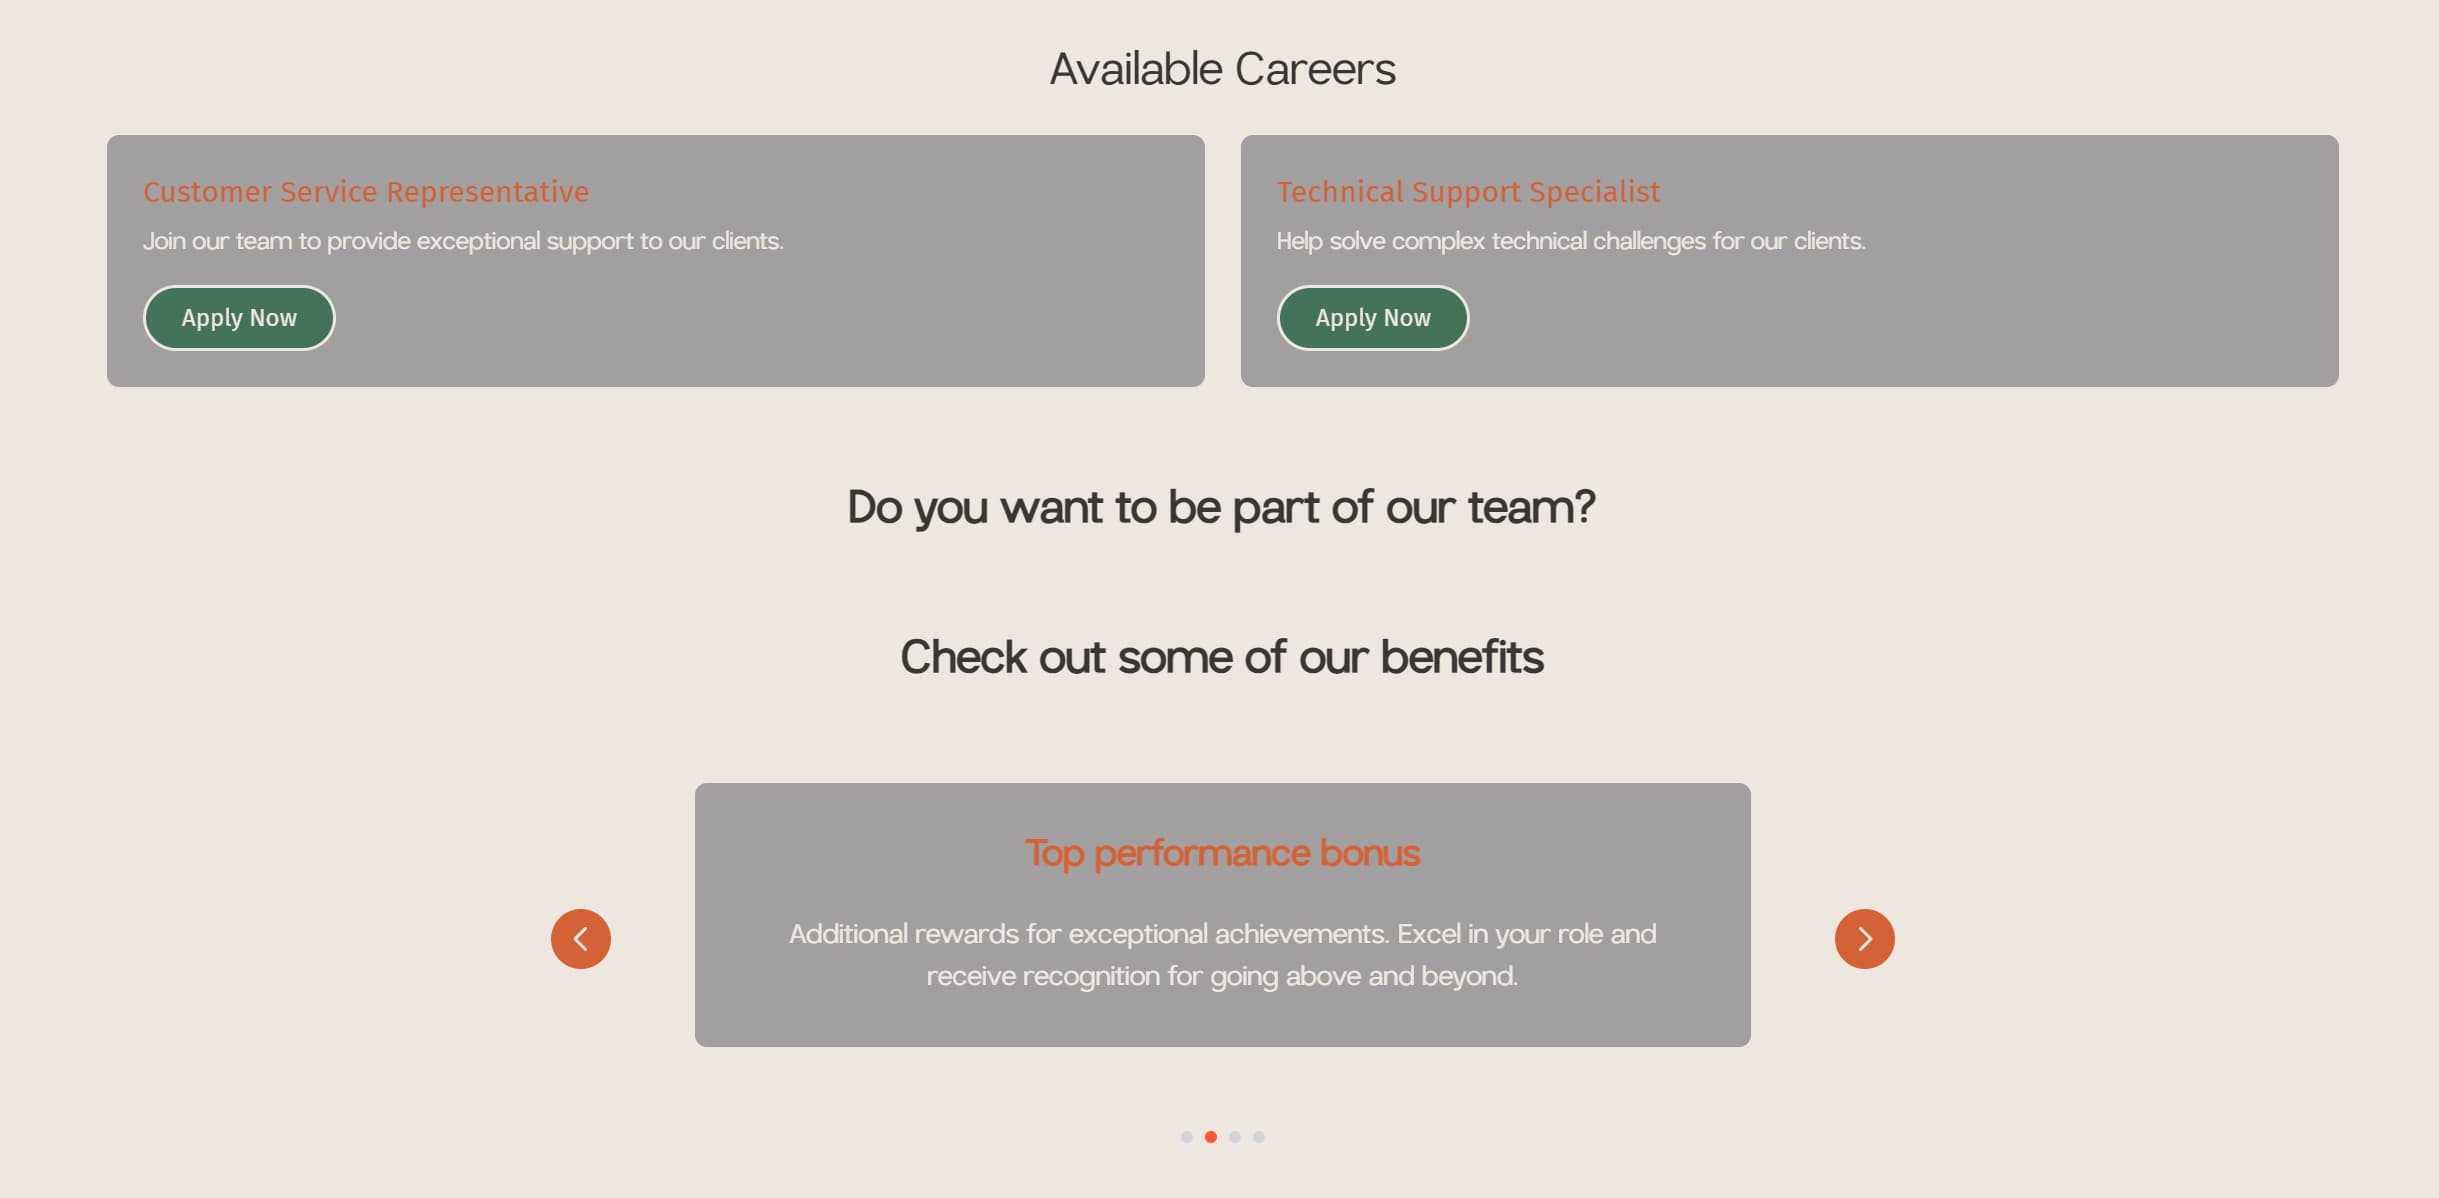 Available Careers
Customer Service Representative
Join our team to provide exceptional support to our clients.
Apply Now
Technical Support Specialist
Help solve complex technical challenges for our clients.
Apply Now
Do you want to be part of our team?
Check out some of our benefits
Top performance bonus
Additional rewards for exceptional achievements. Excel in your role and
receive recognition for going above and beyond.